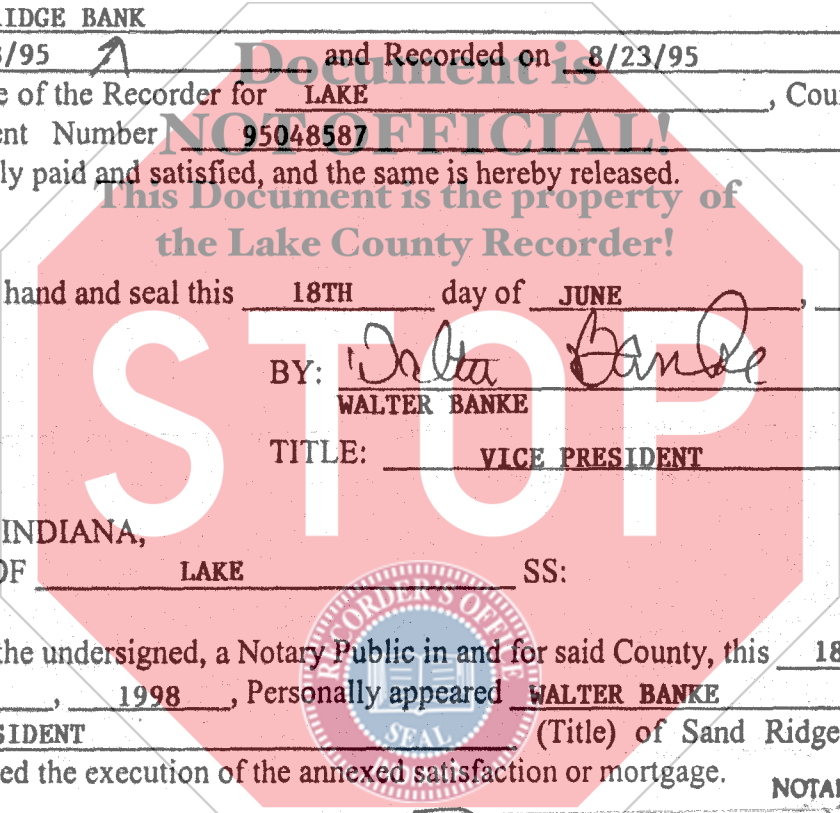 IDGE BANK
/95 and Recorded on 8/23/95
e of the Recorder for LAKE , Cou
ent Number 95048587
ly paid and satisfied, and the same is hereby released.
Document is
NOT OFFICIAL!
This Document is the property of
the Lake County Recorder!
hand and seal this 18TH day of JUNE ,
BY: Walter Banke
WALTER BANKE
TITLE: VICE PRESIDENT
STOP
INDIANA,
OF LAKE SS:
the undersigned, a Notary Public in and for said County, this 18
, 1998 , Personally appeared WALTER BANKE
SIDENT (Title) of Sand Ridge
ed the execution of the annexed satisfaction or mortgage.
NOTA
RECORDER'S OFFICE
SEAL